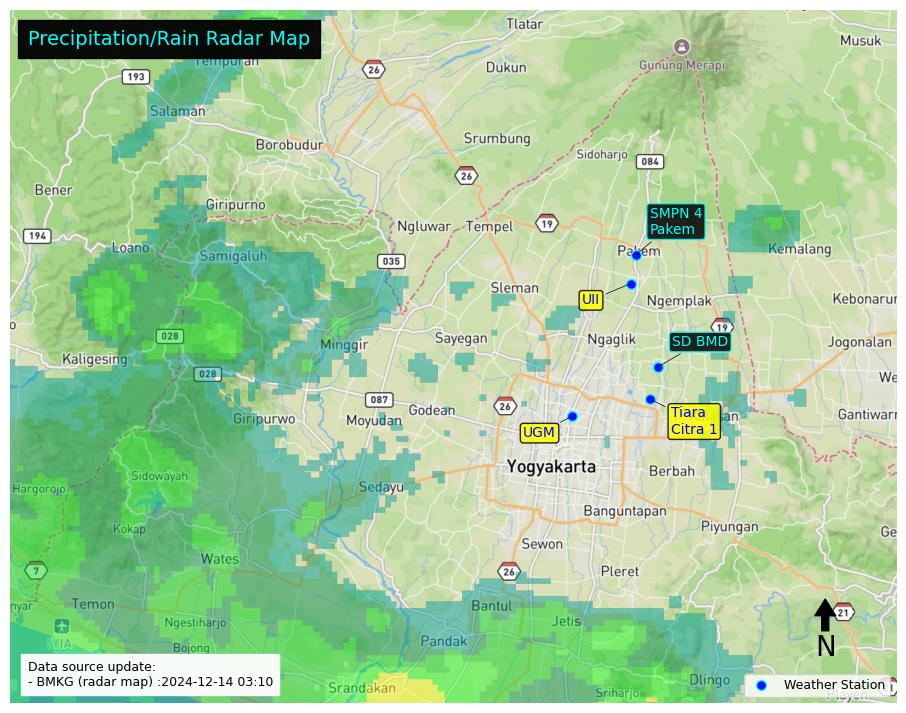 Precipitation/Rain Radar Map
Tlatar
Musuk
26
Gunung Merapi
Tempuran
193
Dukun
Salaman
Borobudur
Srumbung
Sidoharjo
084
26
Bener
Giripurno
SMPN 4
Pakem
194
Ngluwar
Tempel
19
Loano
Samigaluh
035
Pakem
Kemalang
Sleman
UII
Ngemplak
Kebonarum
028
Minggir
Sayegan
Ngaglik
19
SD BMD
Jogonalan
Kaligesing
028
087
Godean
26
Tiara
Citra 1
Gantiwarno
Giripurwo
Moyudan
UGM
Yogyakarta
Berbah
Hargorojo
Sidowayah
Sedayu
Kokap
Banguntapan
Piyungan
Wates
Sewon
7
26
Pleret
Temon
Bantul
21
Ngestiharjo
Jetis
YIA
Bojong
Pandak
N
Data source update:
- BMKG (radar map) :2024-12-14 03:10
Srandakan
Sriharjo
Dlingo
Weather Station